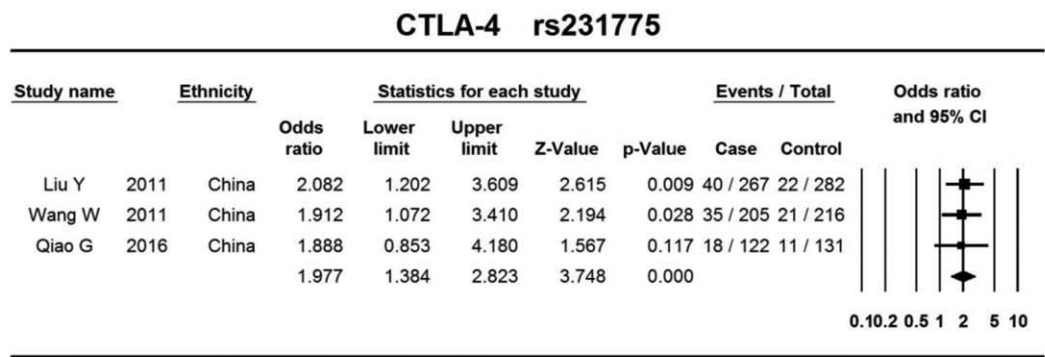 CTLA-4 rs231775
Study name Ethnicity Statistics for each study Events / Total Odds ratio and 95% CI
Odds ratio Lower limit Upper limit Z-Value p-Value Case Control
Liu Y 2011 China 2.082 1.202 3.609 2.615 0.009 40 / 267 22 / 282
Wang W 2011 China 1.912 1.072 3.410 2.194 0.028 35 / 205 21 / 216
Qiao G 2016 China 1.888 0.853 4.180 1.567 0.117 18 / 122 11 / 131
1.977 1.384 2.823 3.748 0.000
0.10.2 0.5 1 2 5 10